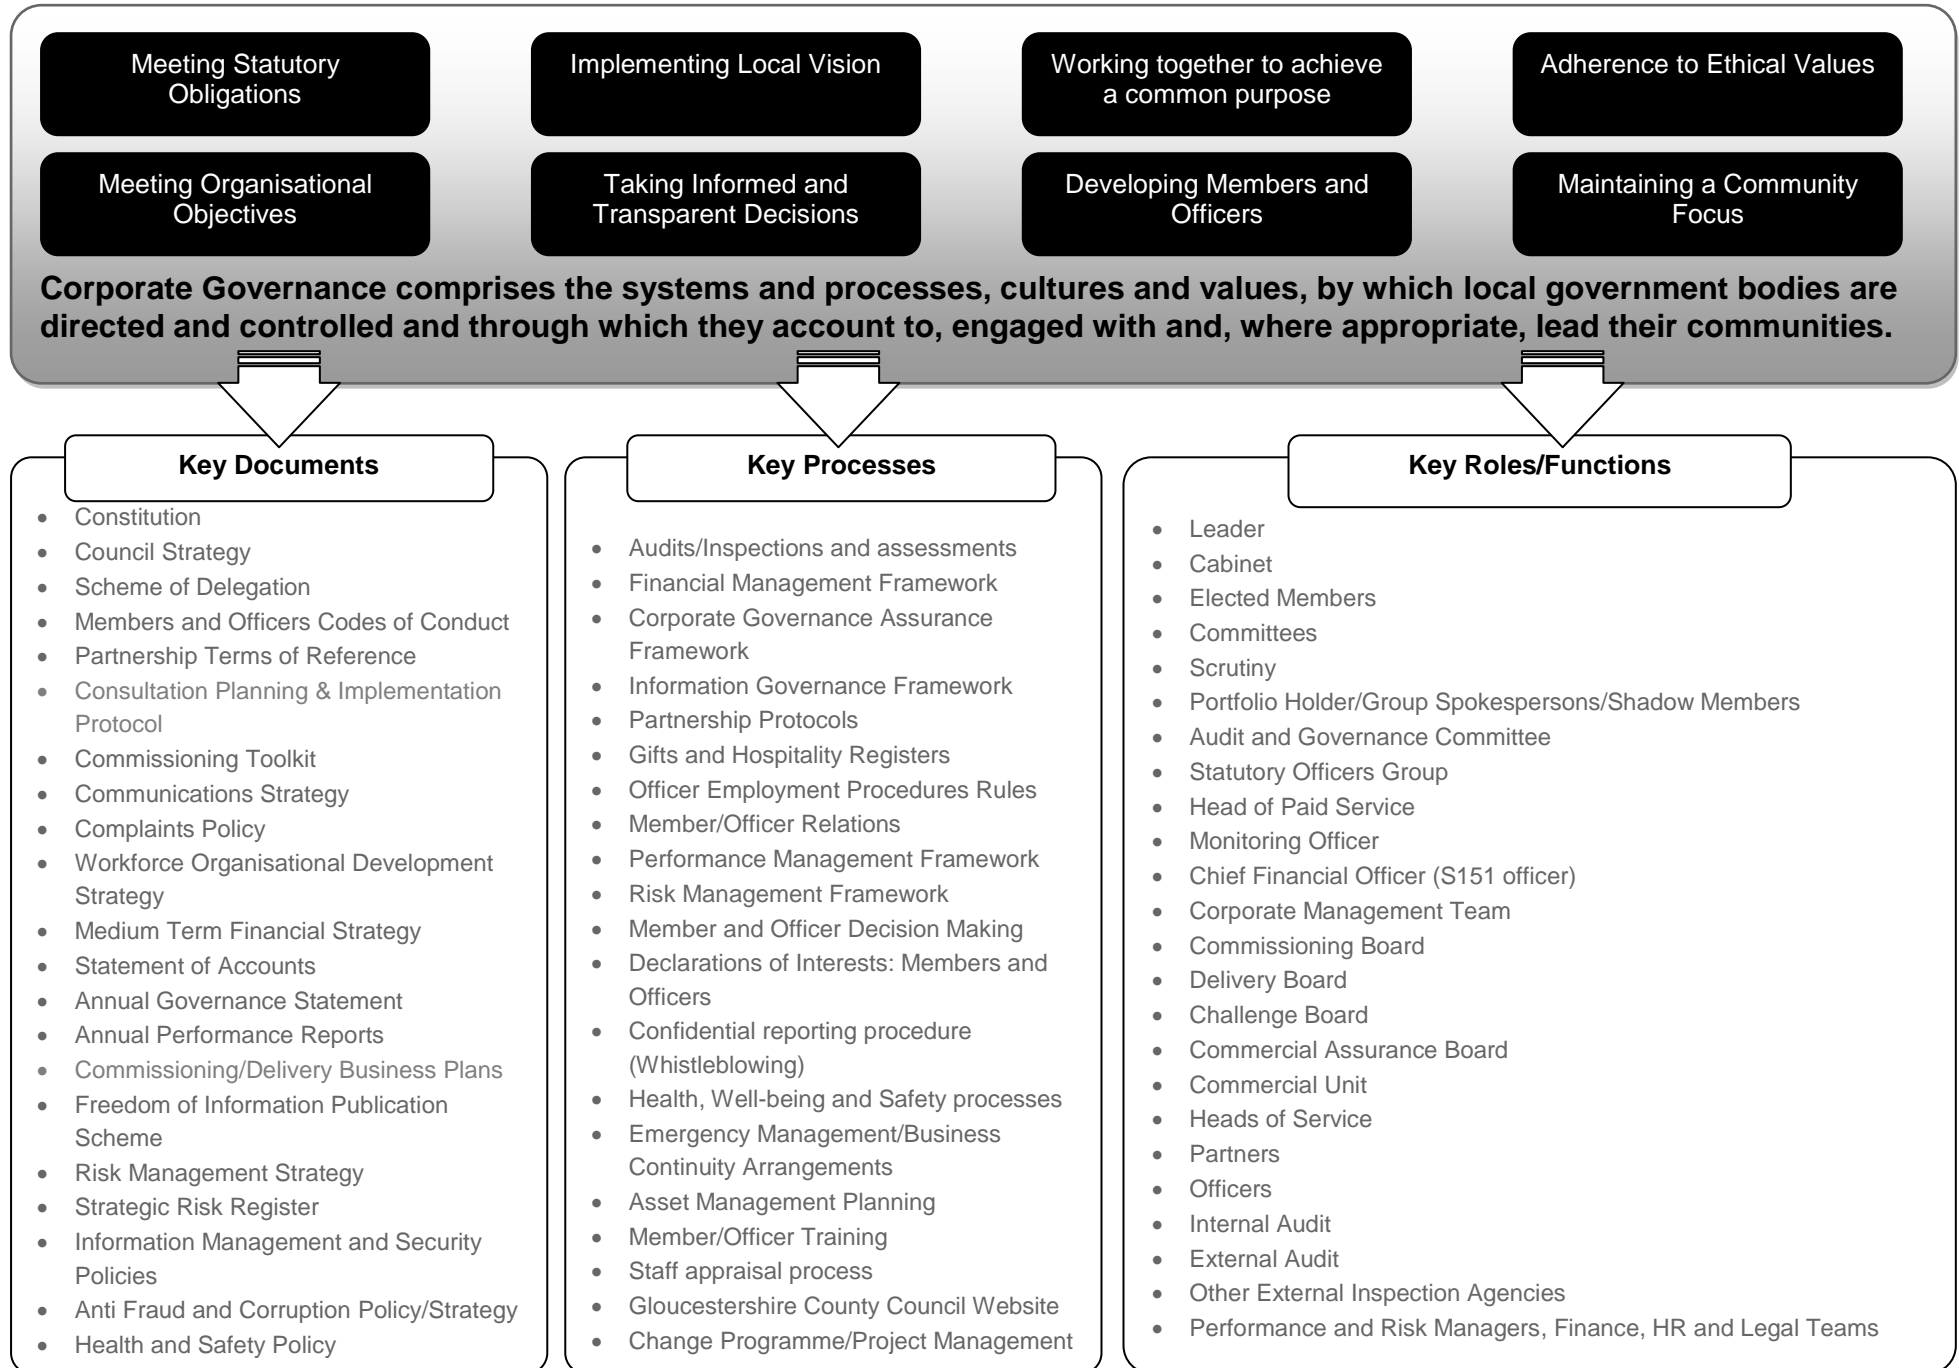 Meeting Statutory
Obligations
Implementing Local Vision
Working together to achieve
a common purpose
Adherence to Ethical Values
Meeting Organisational
Objectives
Taking Informed and
Transparent Decisions
Developing Members and
Officers
Maintaining a Community
Focus
Corporate Governance comprises the systems and processes, cultures and values, by which local government bodies are
directed and controlled and through which they account to, engaged with and, where appropriate, lead their communities.
Key Documents
• Constitution
• Council Strategy
• Scheme of Delegation
• Members and Officers Codes of Conduct
• Partnership Terms of Reference
• Consultation Planning & Implementation
Protocol
• Commissioning Toolkit
• Communications Strategy
• Complaints Policy
• Workforce Organisational Development
Strategy
• Medium Term Financial Strategy
• Statement of Accounts
• Annual Governance Statement
• Annual Performance Reports
• Commissioning/Delivery Business Plans
• Freedom of Information Publication
Scheme
• Risk Management Strategy
• Strategic Risk Register
• Information Management and Security
Policies
• Anti Fraud and Corruption Policy/Strategy
• Health and Safety Policy
Key Processes
• Audits/Inspections and assessments
• Financial Management Framework
• Corporate Governance Assurance
Framework
• Information Governance Framework
• Partnership Protocols
• Gifts and Hospitality Registers
• Officer Employment Procedures Rules
• Member/Officer Relations
• Performance Management Framework
• Risk Management Framework
• Member and Officer Decision Making
• Declarations of Interests: Members and
Officers
• Confidential reporting procedure
(Whistleblowing)
• Health, Well-being and Safety processes
• Emergency Management/Business
Continuity Arrangements
• Asset Management Planning
• Member/Officer Training
• Staff appraisal process
• Gloucestershire County Council Website
• Change Programme/Project Management
Key Roles/Functions
• Leader
• Cabinet
• Elected Members
• Committees
• Scrutiny
• Portfolio Holder/Group Spokespersons/Shadow Members
• Audit and Governance Committee
• Statutory Officers Group
• Head of Paid Service
• Monitoring Officer
• Chief Financial Officer (S151 officer)
• Corporate Management Team
• Commissioning Board
• Delivery Board
• Challenge Board
• Commercial Assurance Board
• Commercial Unit
• Heads of Service
• Partners
• Officers
• Internal Audit
• External Audit
• Other External Inspection Agencies
• Performance and Risk Managers, Finance, HR and Legal Teams